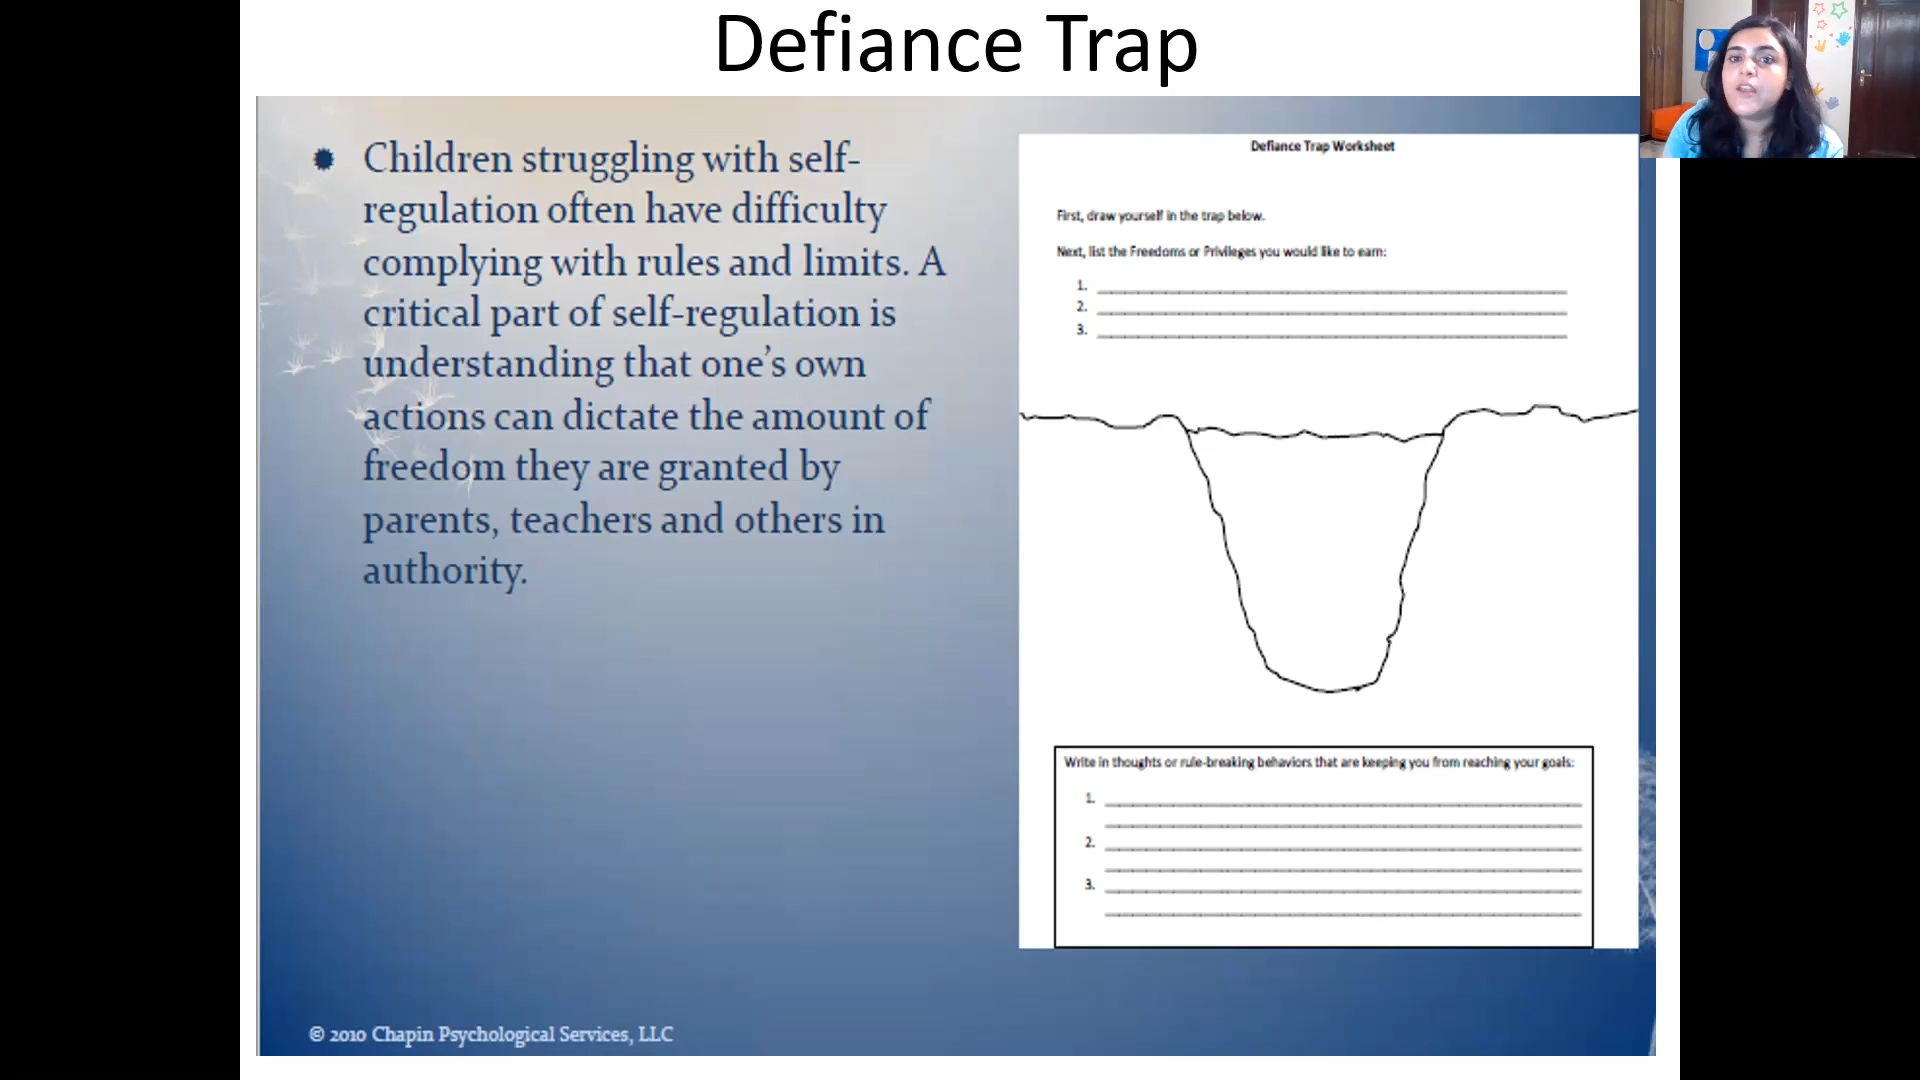 Defiance Trap
Children struggling with self-
regulation often have difficulty
complying with rules and limits. A
critical part of self-regulation is
understanding that one’s own
actions can dictate the amount of
freedom they are granted by
parents, teachers and others in
authority.
Defiance Trap Worksheet
First, draw yourself in the trap below.
Next, list the Freedoms or Privileges you would like to earn:
1.
2.
3.
Write in thoughts or rule-breaking behaviors that are keeping you from reaching your goals:
1.
2.
3.
© 2010 Chapin Psychological Services, LLC